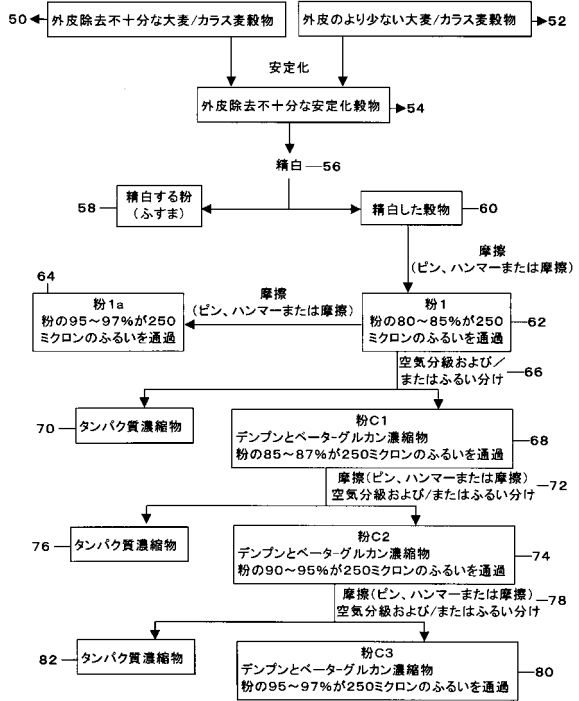 50
外皮除去不十分な大麦/カラス麦穀物
外皮のより少ない大麦/カラス麦穀物
52
安定化
外皮除去不十分な安定化穀物
54
精白
56
58
精白する粉
(ふすま)
精白した穀物
60
摩擦
(ピン、ハンマーまたは摩擦)
64
粉1a
粉の95～97%が250
ミクロンのふるいを通過
摩擦
(ピン、ハンマーまたは摩擦)
粉1
粉の80～85%が250
ミクロンのふるいを通過
62
空気分級および/
またはふるい分け
66
70
タンパク質濃縮物
粉C1
デンプンとベータ-グルカン濃縮物
粉の85～87%が250ミクロンのふるいを通過
68
摩擦(ピン、ハンマーまたは摩擦)
空気分級および/またはふるい分け
72
76
タンパク質濃縮物
粉C2
デンプンとベータ-グルカン濃縮物
粉の90～95%が250ミクロンのふるいを通過
74
摩擦(ピン、ハンマーまたは摩擦)
空気分級および/またはふるい分け
78
82
タンパク質濃縮物
粉C3
デンプンとベータ-グルカン濃縮物
粉の95～97%が250ミクロンのふるいを通過
80